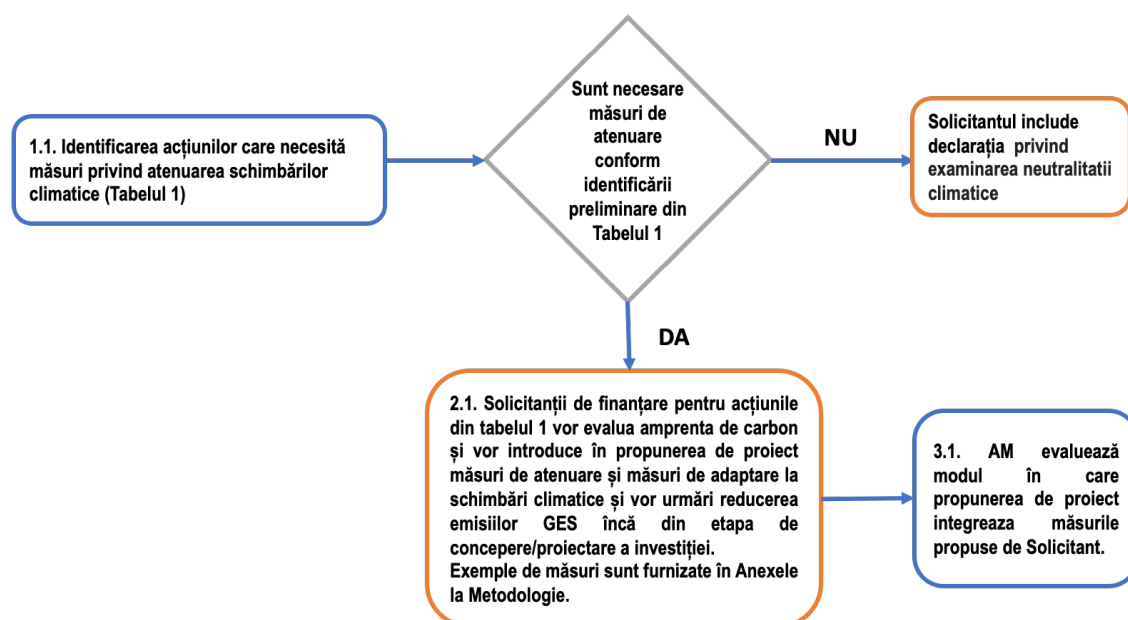 1.1. Identificarea acțiunilor care necesită
măsuri privind atenuarea schimbărilor
climatice (Tabelul 1)
Sunt necesare
măsuri de
atenuare
conform
identificării
preliminare din
Tabelul 1
NU
Solicitantul include
declarația privind
examinarea neutralitatii
climatice
DA
2.1. Solicitanții de finanțare pentru acțiunile
din tabelul 1 vor evalua amprenta de carbon
și vor introduce în propunerea de proiect
măsuri de atenuare și măsuri de adaptare la
schimbări climatice și vor urmări reducerea
emisiilor GES încă din etapa de
concepere/proiectare a investiției.
Exemple de măsuri sunt furnizate în Anexele
la Metodologie.
3.1. AM evaluează
modul în care
propunerea de proiect
integreaza măsurile
propuse de Solicitant.